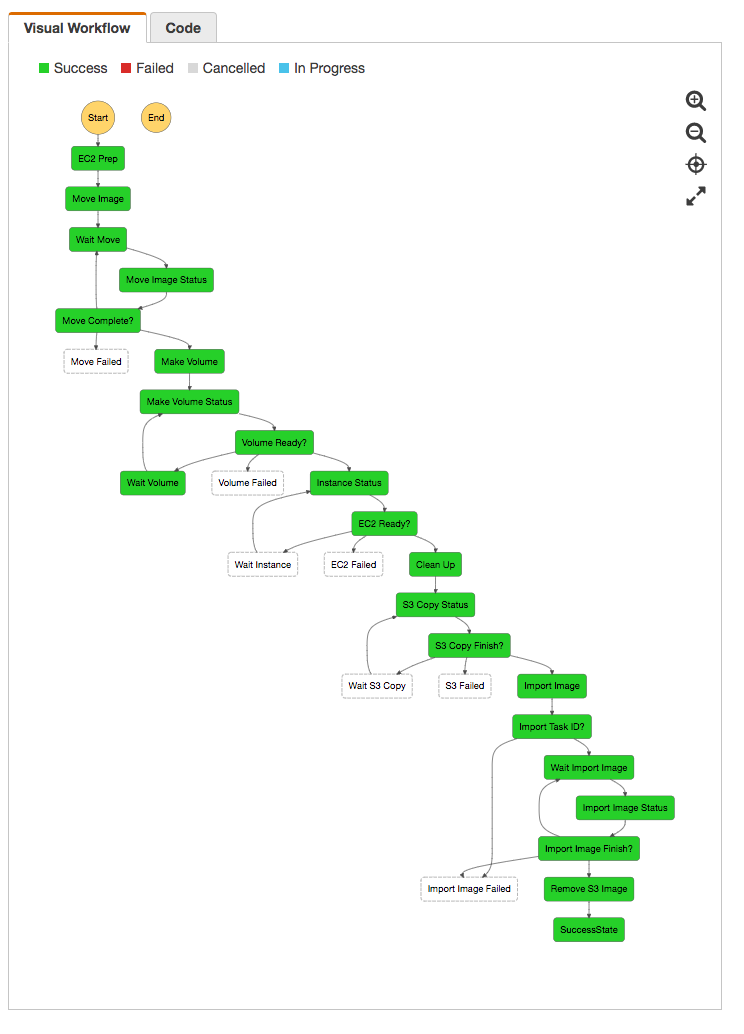 Visual Workflow Code
Success Failed Cancelled In Progress
Start End
EC2 Prep
Move Image
Wait Move
Move Image Status
Move Complete?
Move Failed Make Volume
Make Volume Status
Volume Ready?
Wait Volume Volume Failed Instance Status
EC2 Ready?
Wait Instance EC2 Failed Clean Up
S3 Copy Status
S3 Copy Finish?
Wait S3 Copy S3 Failed Import Image
Import Task ID?
Wait Import Image
Import Image Status
Import Image Finish?
Import Image Failed Remove S3 Image
SuccessState